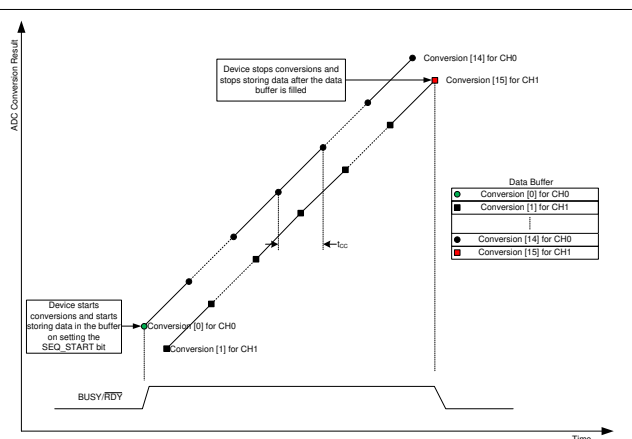 ADC Conversion Result
Conversion [14] for CH0
Device stops conversions and
stops storing data after the data
buffer is filled
Conversion [15] for CH1
Data Buffer
Conversion [0] for CH0
Conversion [1] for CH1
Conversion [14] for CH0
Conversion [15] for CH1
tCC
Device starts
conversions and starts
storing data in the buffer
on setting the
SEQ_START bit
Conversion [0] for CH0
Conversion [1] for CH1
BUSY/RDY
Time